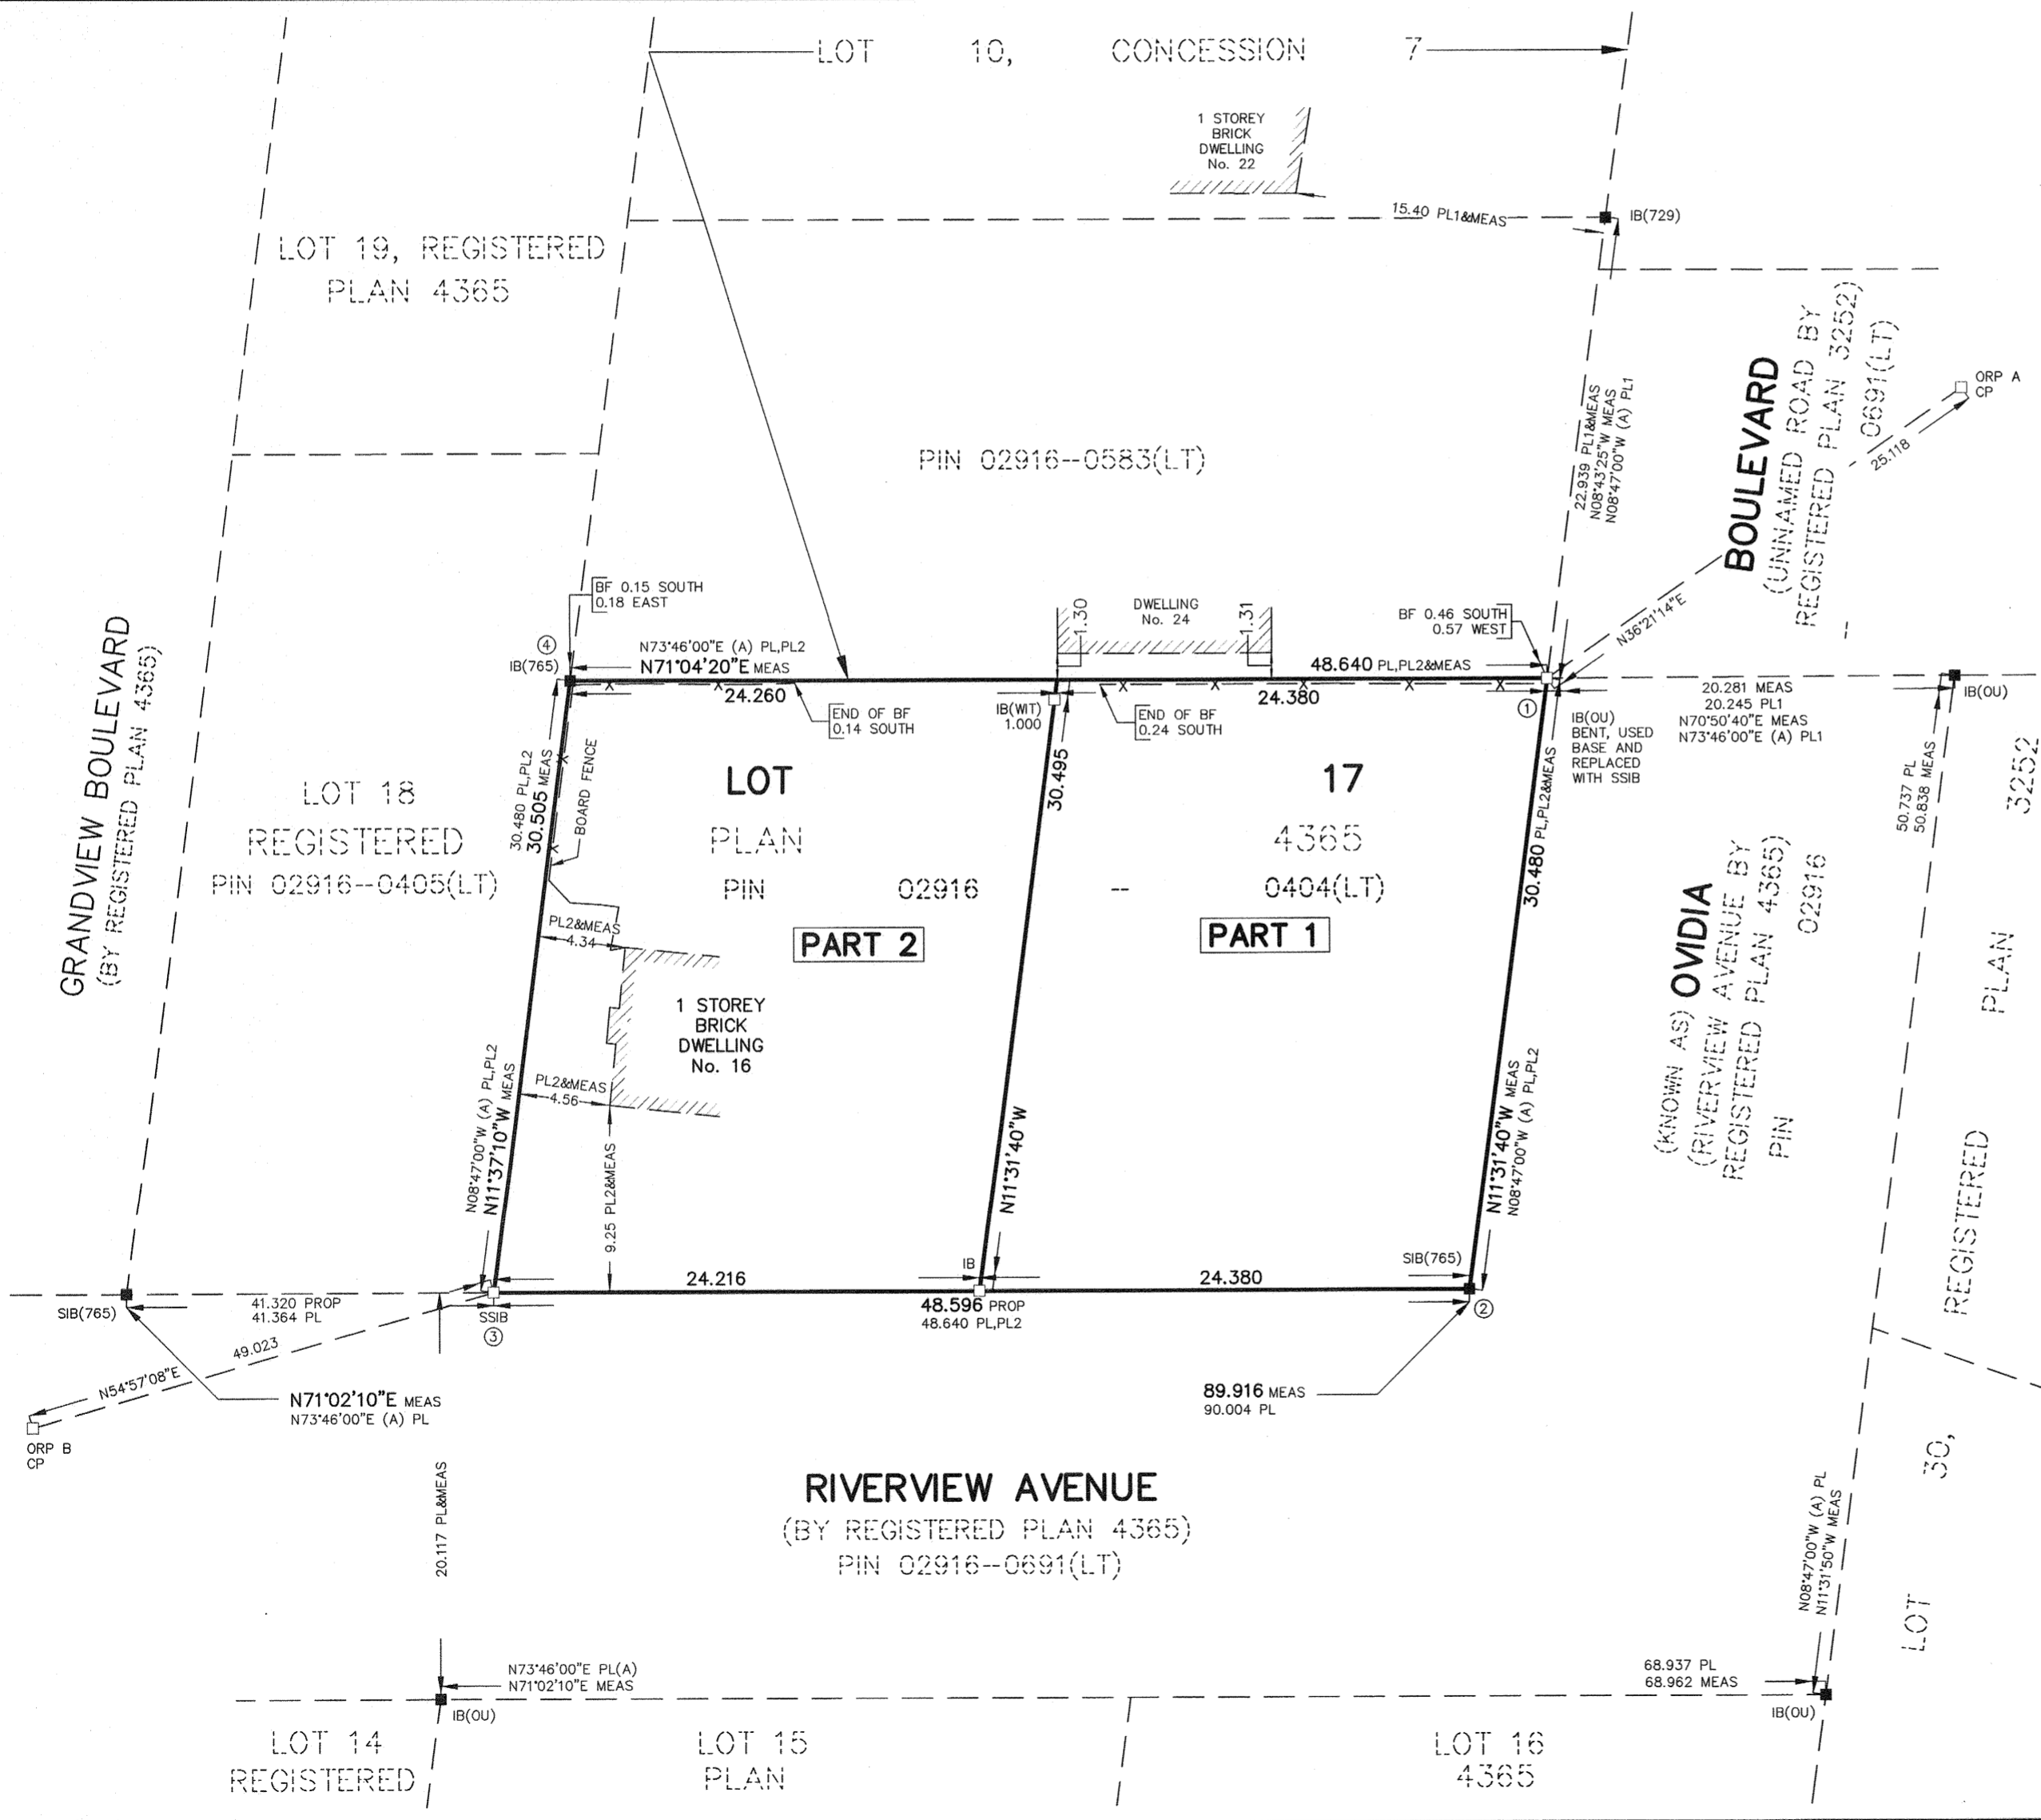 LOT 10, CONCESSION 7
1 STOREY
BRICK
DWELLING
No. 22
15.40 PL1&MEAS
IB(729)
LOT 19, REGISTERED
PLAN 4365
PIN 02916--0583(LT)
22.939 PL1&MEAS
N08°43'25"W MEAS
N08°47'00"W (A) PL1
BOULEVARD
(UNNAMED ROAD BY
REGISTERED PLAN 3252)
0691(LT)
ORP A
CP
25.118
N36°21'14"E
GRANDVIEW BOULEVARD
(BY REGISTERED PLAN 4365)
BF 0.15 SOUTH
0.18 EAST
4
IB(765)
N73°46'00"E (A) PL,PL2
N71°04'20"E MEAS
24.260
1.30
DWELLING
No. 24
1.31
BF 0.46 SOUTH
0.57 WEST
48.640 PL,PL2&MEAS
24.380
1
END OF BF
0.14 SOUTH
IB(WIT)
1.000
END OF BF
0.24 SOUTH
IB(OU)
BENT, USED
BASE AND
REPLACED
WITH SSIB
20.281 MEAS
20.245 PL1
N70°50'40"E MEAS
N73°46'00"E (A) PL1
IB(OU)
50.737 PL
50.838 MEAS
30.480 PL,PL2
30.505 MEAS
BOARD FENCE
30.495
30.480 PL,PL2&MEAS
LOT 17
PLAN 4365
PIN 02916 -- 0404(LT)
PART 2
PART 1
LOT 18
REGISTERED
PIN 02916--0405(LT)
PL2&MEAS
4.34
1 STOREY
BRICK
DWELLING
No. 16
PL2&MEAS
4.56
9.25 PL2&MEAS
N08°47'00"W (A) PL,PL2
N11°37'10"W MEAS
N11°31'40"W
N11°31'40"W MEAS
N08°47'00"W (A) PL,PL2
(KNOWN AS) OVIDIA
(RIVERVIEW AVENUE BY
REGISTERED PLAN 4365)
PIN 02916
REGISTERED PLAN 3252
SIB(765)
41.320 PROP
41.364 PL
SSIB
3
24.216
IB
24.380
SIB(765)
2
48.596 PROP
48.640 PL,PL2
49.023
N54°57'08"E
ORP B
CP
N71°02'10"E MEAS
N73°46'00"E (A) PL
89.916 MEAS
90.004 PL
20.117 PL&MEAS
RIVERVIEW AVENUE
(BY REGISTERED PLAN 4365)
PIN 02916--0691(LT)
N08°47'00"W (A) PL
N11°31'50"W MEAS
LOT 30,
N73°46'00"E PL(A)
N71°02'10"E MEAS
IB(OU)
68.937 PL
68.962 MEAS
IB(OU)
LOT 14
REGISTERED
LOT 15
PLAN
LOT 16
4365